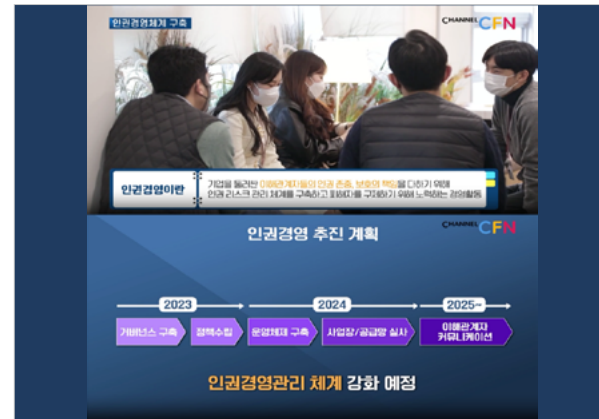 인권경영체계 구축
CHANNEL CFN
인권경영이란
기업을 둘러싼 이해관계자들의 인권 존중, 보호의 책임을 다하기 위해
인권 리스크 관리 체계를 구축하고 피해자를 구제하기 위해 노력하는 경영활동
인권경영 추진 계획
CHANNEL CFN
2023
2024
2025~
거버넌스 구축
정책수립
운영체제 구축
사업장/공급망 실사
이해관계자
커뮤니케이션
인권경영관리 체계 강화 예정